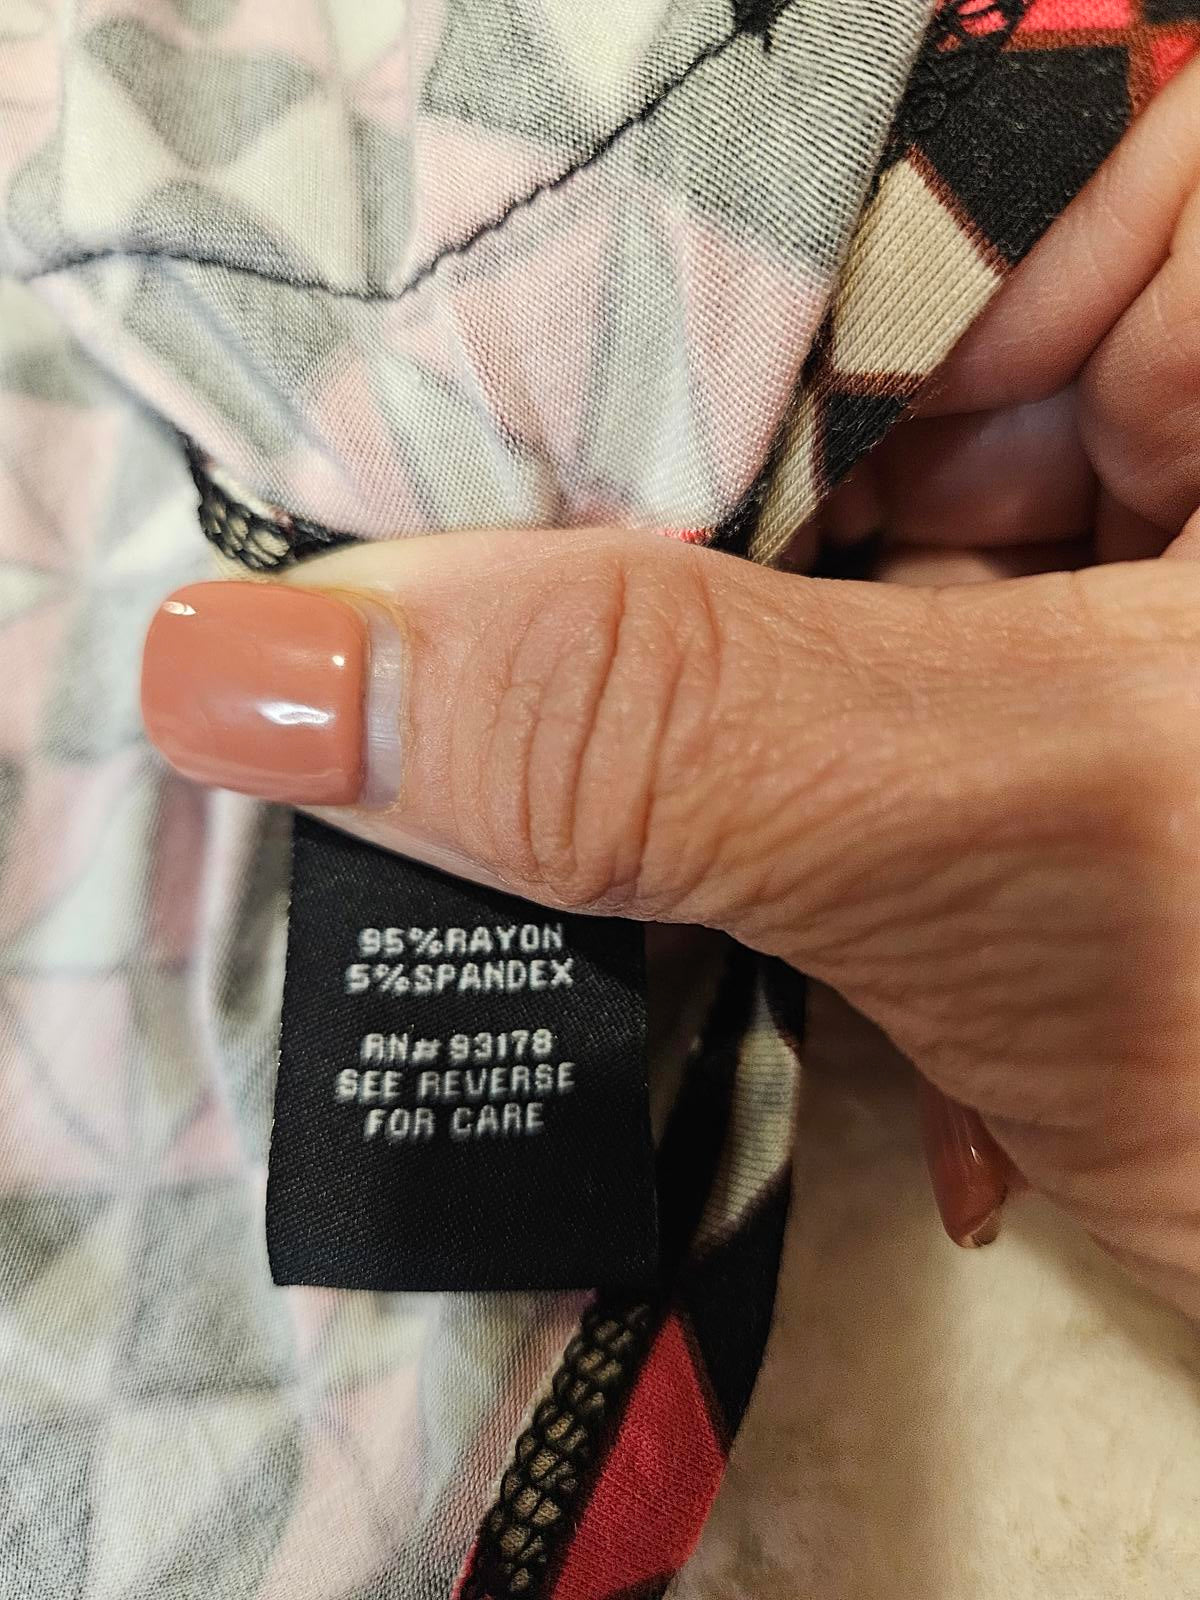 95%RAYON
5%SPANDEX
RN# 93178
SEE REVERSE
FOR CARE